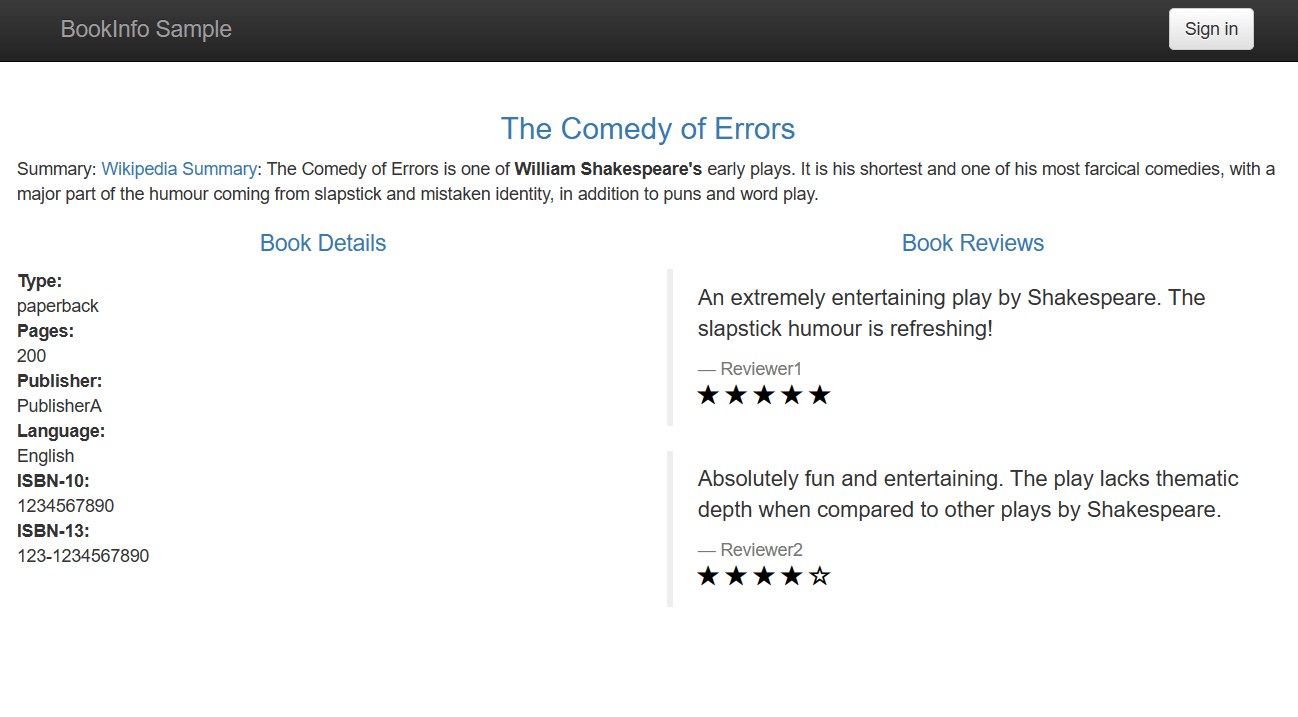 BookInfo Sample
Sign in
The Comedy of Errors
Summary: Wikipedia Summary: The Comedy of Errors is one of William Shakespeare's early plays. It is his shortest and one of his most farcical comedies, with a
major part of the humour coming from slapstick and mistaken identity, in addition to puns and word play.
Book Details
Type:
paperback
Pages:
200
Publisher:
PublisherA
Language:
English
ISBN-10:
1234567890
ISBN-13:
123-1234567890
Book Reviews
An extremely entertaining play by Shakespeare. The
slapstick humour is refreshing!
— Reviewer1
★ ★ ★ ★ ★
Absolutely fun and entertaining. The play lacks thematic
depth when compared to other plays by Shakespeare.
— Reviewer2
★ ★ ★ ★ ☆